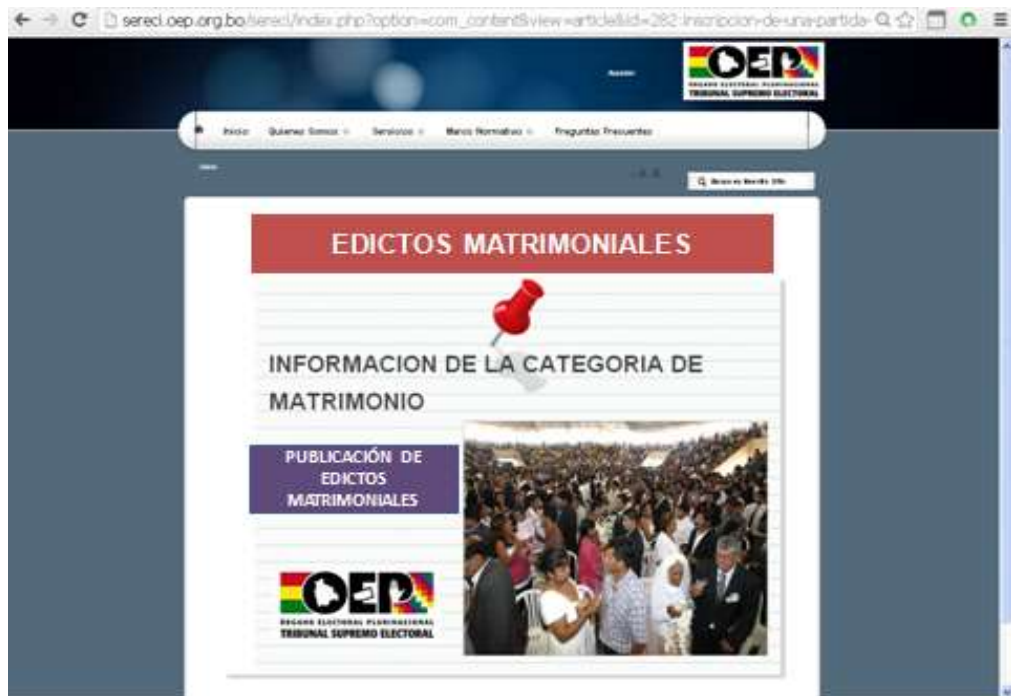 sereci.oep.org.bo/sereci/index.php?option=com_content&view=article&id=282:inscripcion-de-una-partida-
OEP
ÓRGANO ELECTORAL PLURINACIONAL
TRIBUNAL SUPREMO ELECTORAL
Inicio Quienes Somos Servicios Marco Normativo Preguntas Frecuentes
EDICTOS MATRIMONIALES
INFORMACION DE LA CATEGORIA DE
MATRIMONIO
PUBLICACIÓN DE
EDICTOS
MATRIMONIALES
OEP
ÓRGANO ELECTORAL PLURINACIONAL
TRIBUNAL SUPREMO ELECTORAL